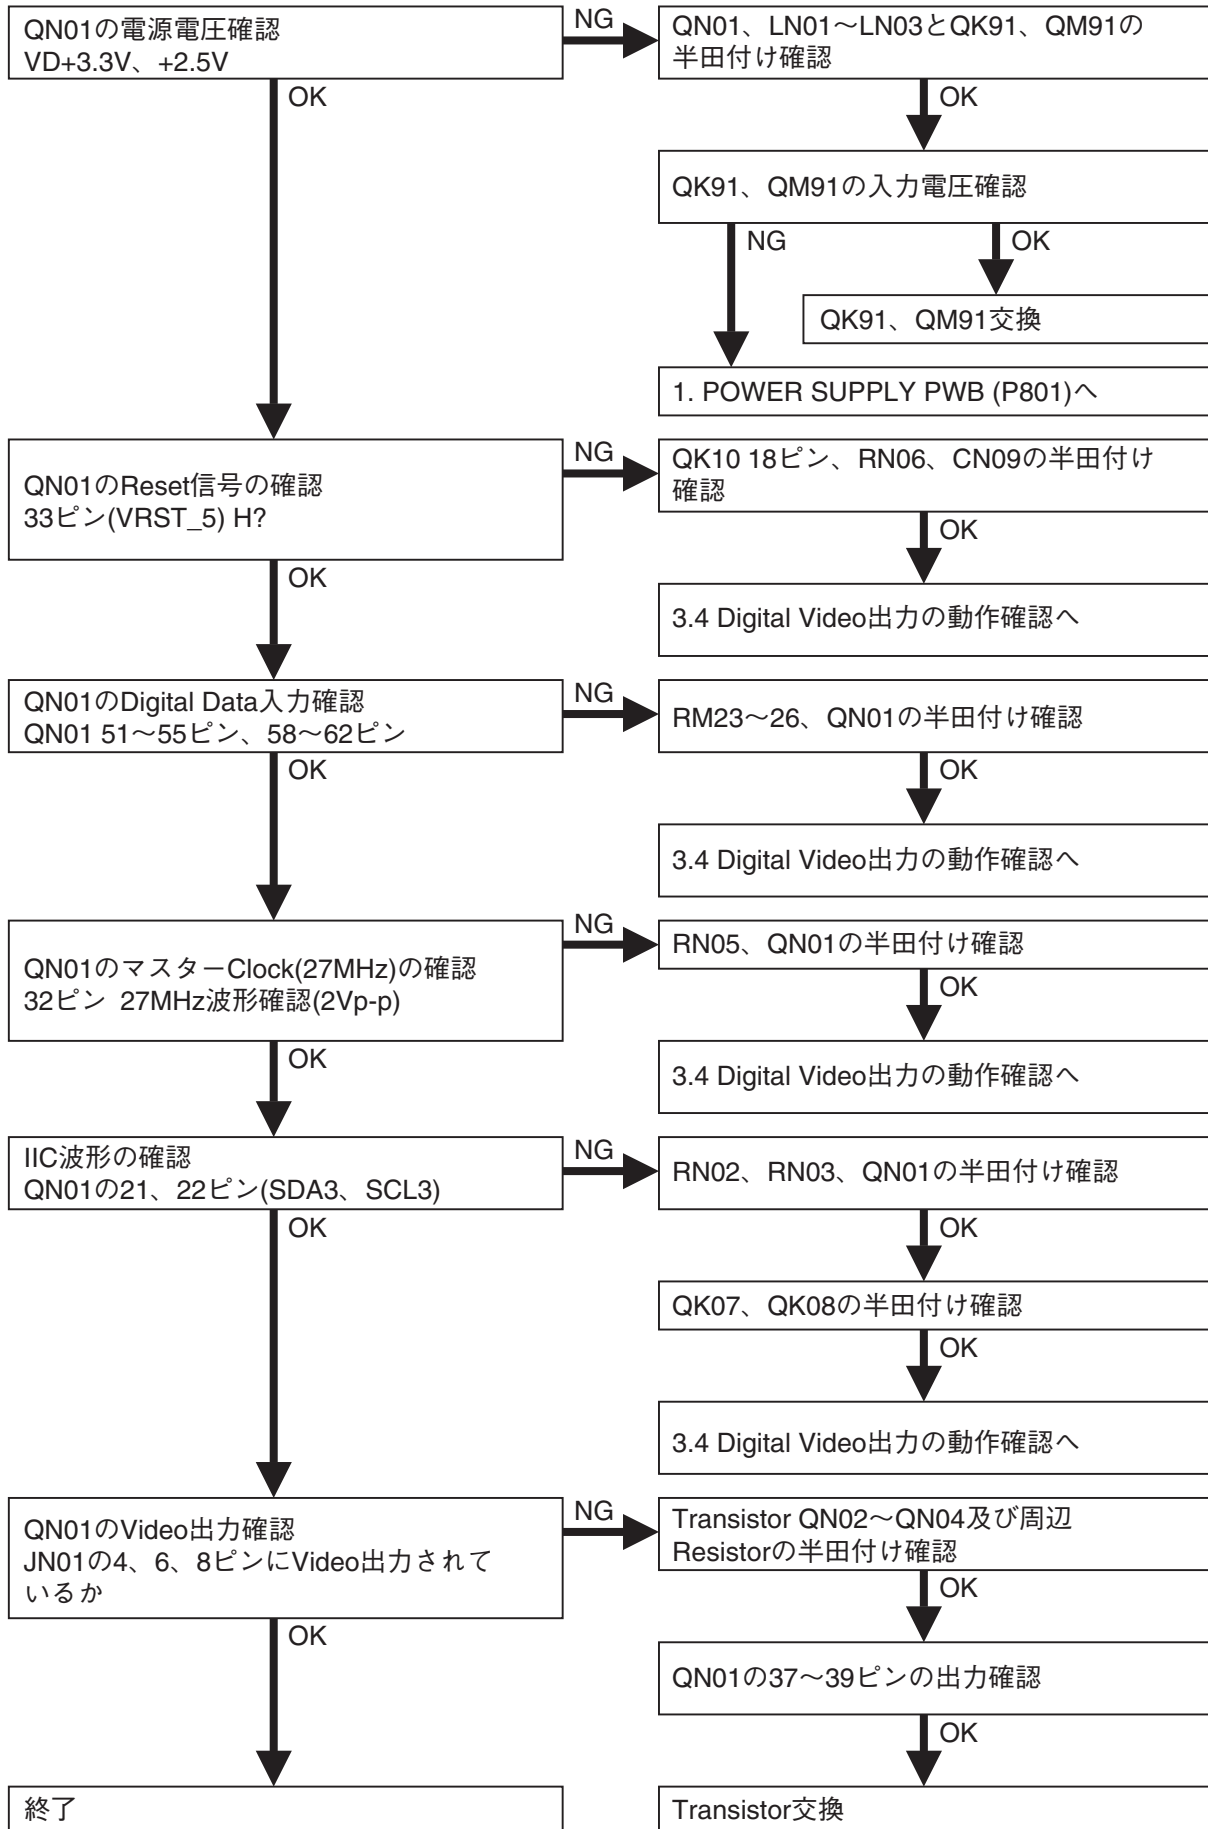 QN01の電源電圧確認
VD+3.3V、+2.5V
NG
QN01、LN01〜LN03とQK91、QM91の
半田付け確認
OK
OK
QK91、QM91の入力電圧確認
NG
OK
QK91、QM91交換
1. POWER SUPPLY PWB (P801)へ
QN01のReset信号の確認
33ピン(VRST_5) H?
NG
QK10 18ピン、RN06、CN09の半田付け
確認
OK
OK
3.4 Digital Video出力の動作確認へ
QN01のDigital Data入力確認
QN01 51〜55ピン、58〜62ピン
NG
RM23〜26、QN01の半田付け確認
OK
OK
3.4 Digital Video出力の動作確認へ
QN01のマスターClock(27MHz)の確認
32ピン 27MHz波形確認(2Vp-p)
NG
RN05、QN01の半田付け確認
OK
OK
3.4 Digital Video出力の動作確認へ
IIC波形の確認
QN01の21、22ピン(SDA3、SCL3)
NG
RN02、RN03、QN01の半田付け確認
OK
OK
QK07、QK08の半田付け確認
OK
3.4 Digital Video出力の動作確認へ
QN01のVideo出力確認
JN01の4、6、8ピンにVideo出力されて
いるか
NG
Transistor QN02〜QN04及び周辺
Resistorの半田付け確認
OK
OK
QN01の37〜39ピンの出力確認
OK
終了
Transistor交換